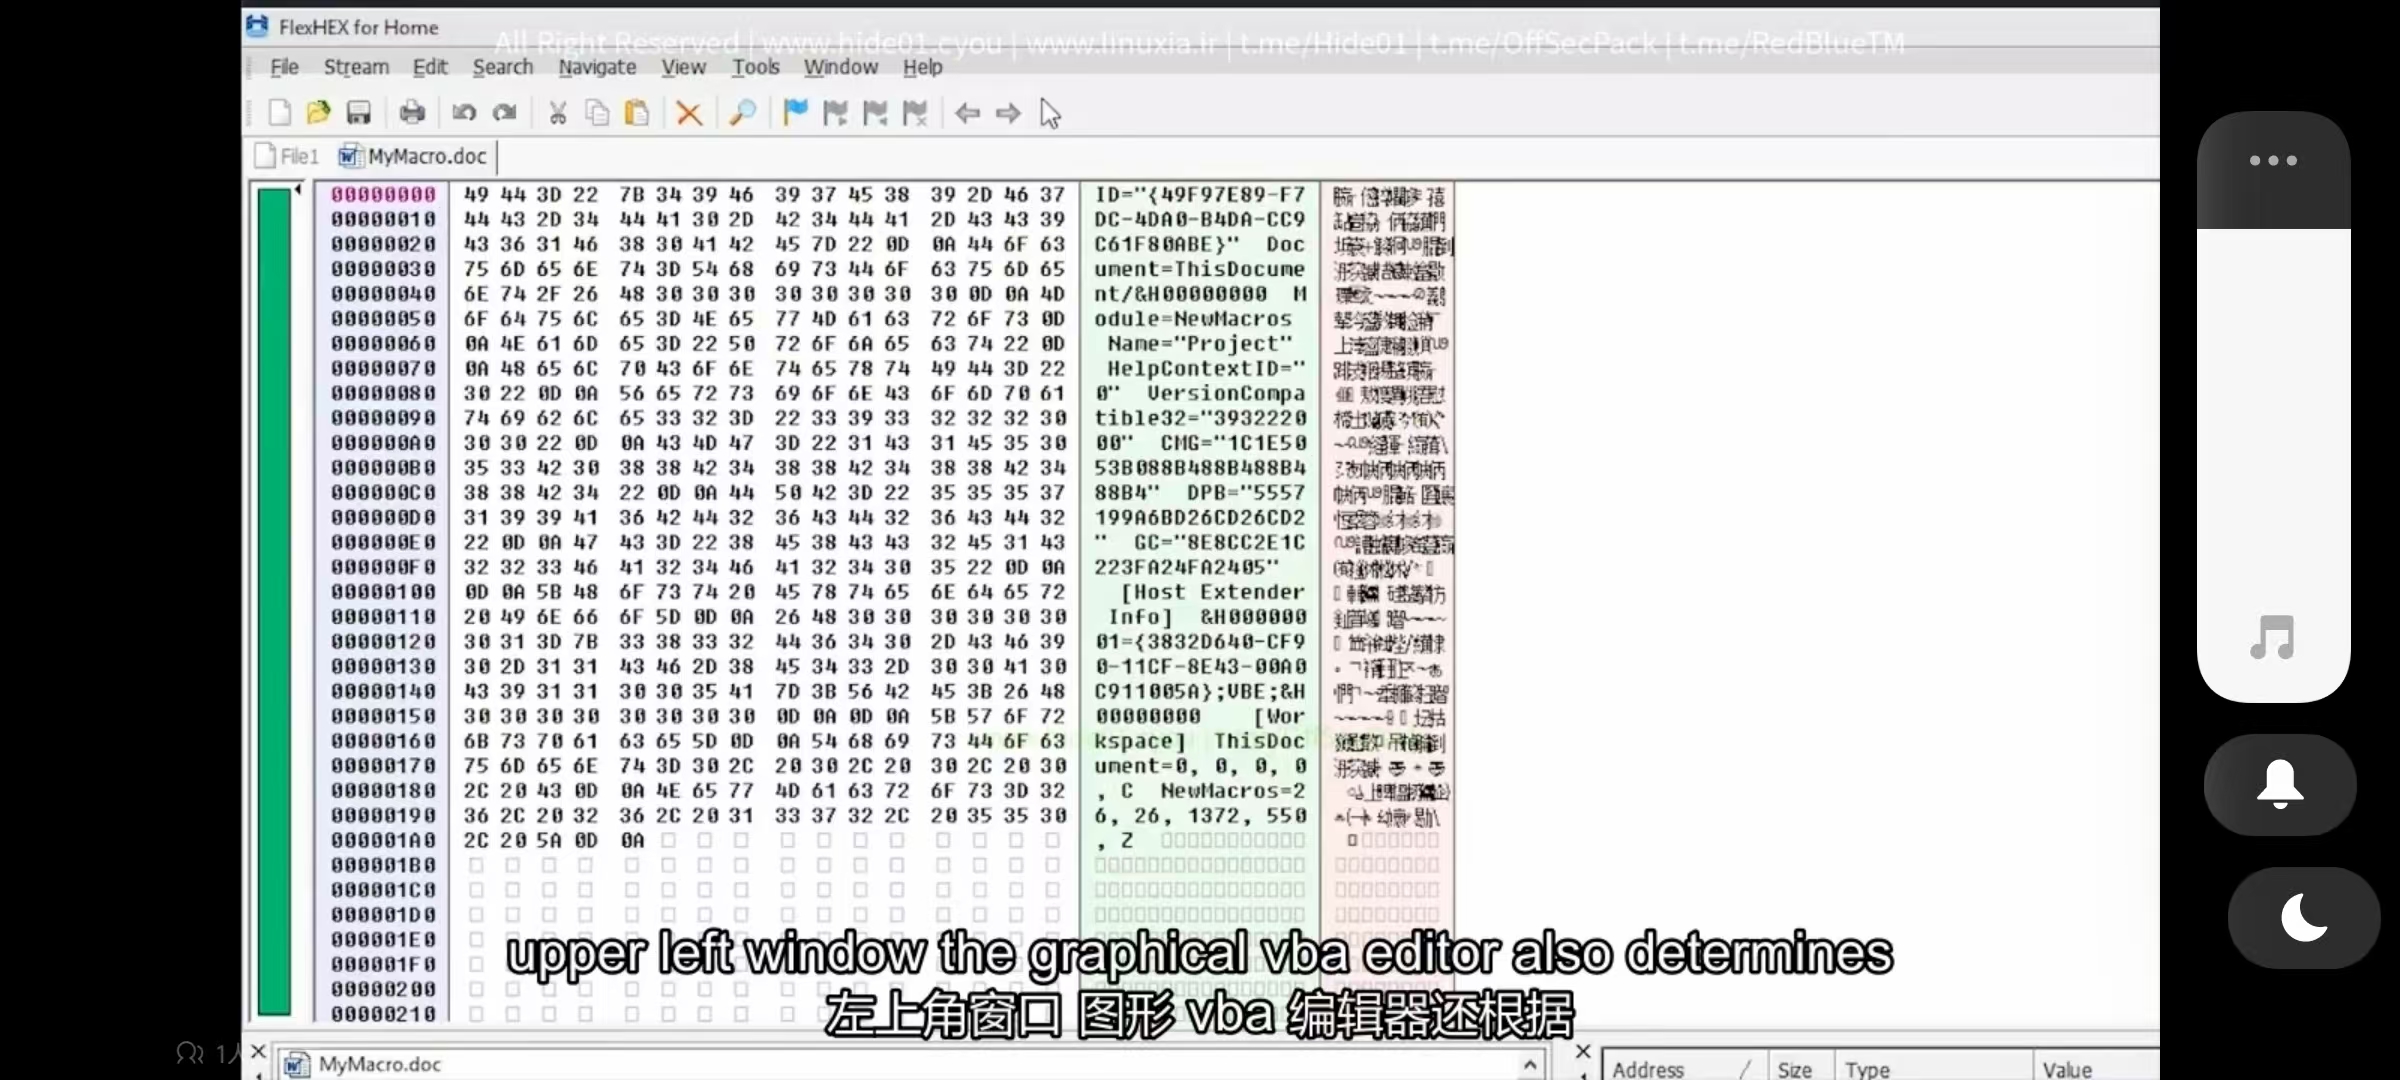 FlexHEX for Home
All Right Reserved | www.hide01.cyou | www.linuxia.ir | t.me/Hide01 | t.me/OffSecPack | t.me/RedBlueTM
File Stream Edit Search Navigate View Tools Window Help
File1 MyMacro.doc
00000000 49 44 3D 22 7B 34 39 46 39 37 45 38 39 2D 46 37 ID="{49F97E89-F7
00000010 44 43 2D 34 44 41 30 2D 42 34 44 41 2D 43 43 39 DC-4DA0-B4DA-CC9
00000020 43 36 31 46 38 30 41 42 45 7D 22 0D 0A 44 6F 63 C61F80ABE}" Doc
00000030 75 6D 65 6E 74 3D 54 68 69 73 44 6F 63 75 6D 65 ument=ThisDocume
00000040 6E 74 2F 26 48 30 30 30 30 30 30 30 30 0D 0A 4D nt/&H00000000 M
00000050 6F 64 75 6C 65 3D 4E 65 77 4D 61 63 72 6F 73 0D odule=NewMacros
00000060 0A 4E 61 6D 65 3D 22 50 72 6F 6A 65 63 74 22 0D Name="Project"
00000070 0A 48 65 6C 70 43 6F 6E 74 65 78 74 49 44 3D 22 HelpContextID="
00000080 30 22 0D 0A 56 65 72 73 69 6F 6E 43 6F 6D 70 61 0" VersionCompa
00000090 74 69 62 6C 65 33 32 3D 22 33 39 33 32 32 32 30 tible32="3932220
000000A0 30 30 22 0D 0A 43 4D 47 3D 22 31 43 31 45 35 30 00" CMG="1C1E50
000000B0 35 33 42 30 38 38 42 34 38 38 42 34 38 38 42 34 53B088B488B488B4
000000C0 38 38 42 34 22 0D 0A 44 50 42 3D 22 35 35 35 37 88B4" DPB="5557
000000D0 31 39 39 41 36 42 44 32 36 43 44 32 36 43 44 32 199A6BD26CD26CD2
000000E0 22 0D 0A 47 43 3D 22 38 45 38 43 43 32 45 31 43 " GC="8E8CC2E1C
000000F0 32 32 33 46 41 32 34 46 41 32 34 30 35 22 0D 0A 223FA24FA2405"
00000100 0D 0A 5B 48 6F 73 74 20 45 78 74 65 6E 64 65 72 [Host Extender
00000110 20 49 6E 66 6F 5D 0D 0A 26 48 30 30 30 30 30 30 Info] &H000000
00000120 30 31 3D 7B 33 38 33 32 44 36 34 30 2D 43 46 39 01={3832D640-CF9
00000130 30 2D 31 31 43 46 2D 38 45 34 33 2D 30 30 41 30 0-11CF-8E43-00A0
00000140 43 39 31 31 30 30 35 41 7D 3B 56 42 45 3B 26 48 C911005A};VBE;&H
00000150 30 30 30 30 30 30 30 30 0D 0A 0D 0A 5B 57 6F 72 00000000 [Wor
00000160 6B 73 70 61 63 65 5D 0D 0A 54 68 69 73 44 6F 63 kspace] ThisDoc
00000170 75 6D 65 6E 74 3D 30 2C 20 30 2C 20 30 2C 20 30 ument=0, 0, 0, 0
00000180 2C 20 43 0D 0A 4E 65 77 4D 61 63 72 6F 73 3D 32 , C NewMacros=2
00000190 36 2C 20 32 36 2C 20 31 33 37 32 2C 20 35 35 30 6, 26, 1372, 550
000001A0 2C 20 5A 0D 0A , Z
000001B0
000001C0
000001D0
000001E0
000001F0
00000200
00000210
upper left window the graphical vba editor also determines
左上角窗口 图形 vba 编辑器还根据
1人
MyMacro.doc
Address / Size Type Value